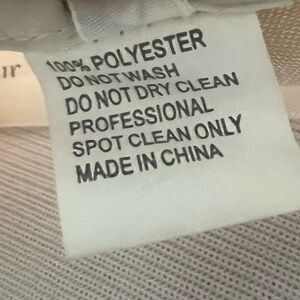 100% POLYESTER
DO NOT WASH
DO NOT DRY CLEAN
PROFESSIONAL
SPOT CLEAN ONLY
MADE IN CHINA